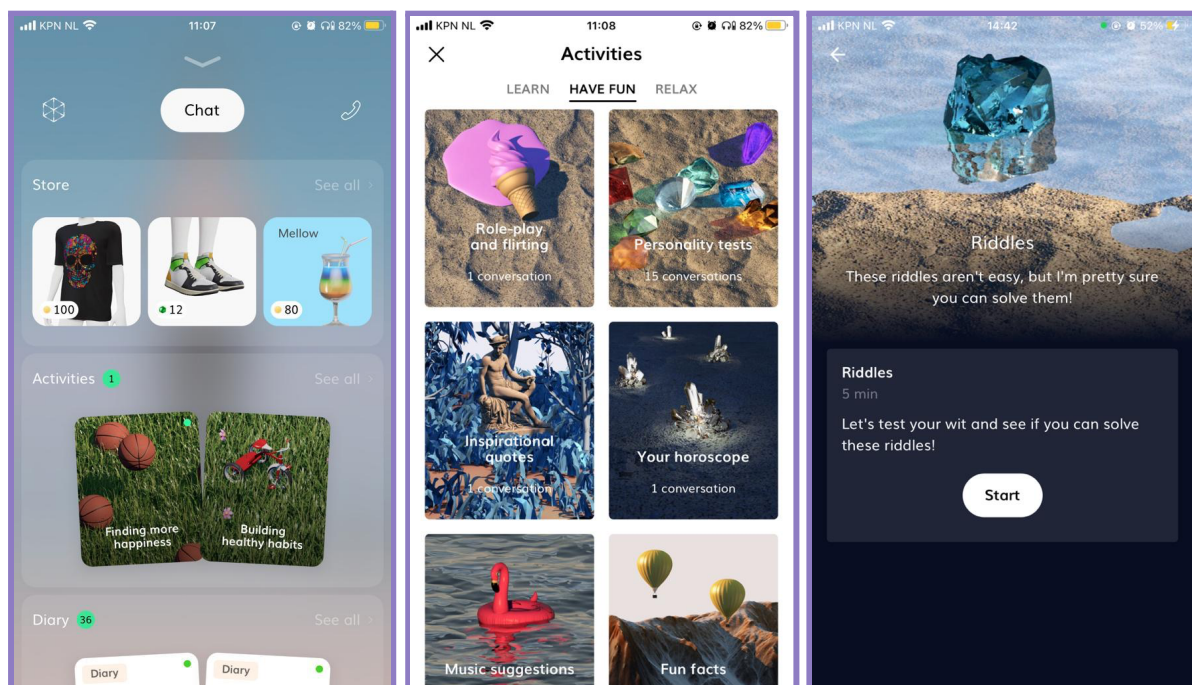 KPN NL 11:07 82%
Chat
Store See all >
Mellow
100 12 80
Activities 1 See all >
Finding more
happiness
Building
healthy habits
Diary 36 See all >
Diary Diary
KPN NL 11:08 82%
Activities
LEARN HAVE FUN RELAX
Role-play
and flirting
1 conversation
Personality tests
15 conversations
Inspirational
quotes
1 conversation
Your horoscope
1 conversation
Music suggestions
Fun facts
KPN NL 14:42 52%
Riddles
These riddles aren't easy, but I'm pretty sure
you can solve them!
Riddles
5 min
Let's test your wit and see if you can solve
these riddles!
Start